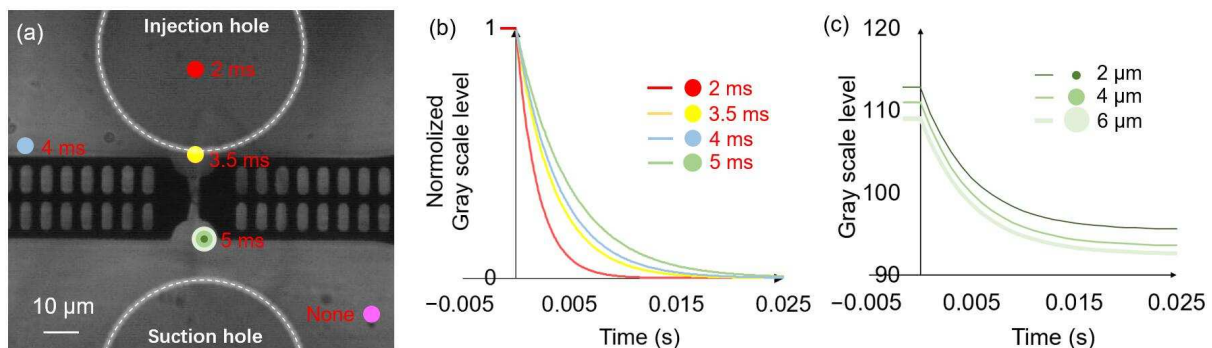 (a)
Injection hole
2 ms
4 ms
3.5 ms
5 ms
10 μm
None
Suction hole
(b)
Normolized
Gray scale level
1
0
2 ms
3.5 ms
4 ms
5 ms
−0.005
0.005
0.015
0.025
Time (s)
(c)
Gray scale level
120
110
100
90
2 μm
4 μm
6 μm
−0.005
0.005
0.015
0.025
Time (s)